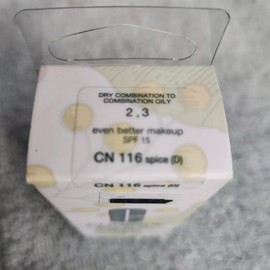 DRY COMBINATION TO
COMBINATION OILY
2 , 3
even better makeup
SPF 15
CN 116 spice (D)
CN 116 spice (D)